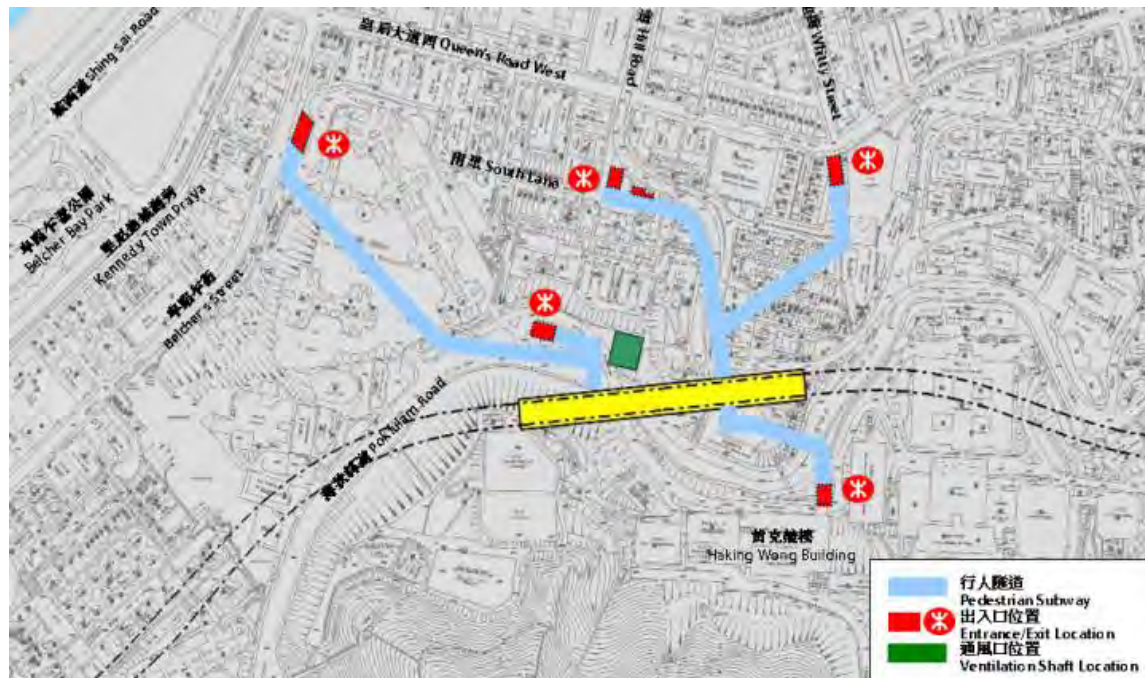 城西道 Shing Sai Road
皇后大道西 Queen's Road West
道 Hill Road
Whitty Street
南里 South Lane
卑路乍灣公園
Belcher Bay Park
堅尼地城海旁
Kennedy Town Praya
卑路乍街
Belcher's Street
薄扶林道 Pokfulam Road
黃克競樓
Haking Wong Building
行人隧道
Pedestrian Subway
出入口位置
Entrance/Exit Location
通風口位置
Ventilation Shaft Location